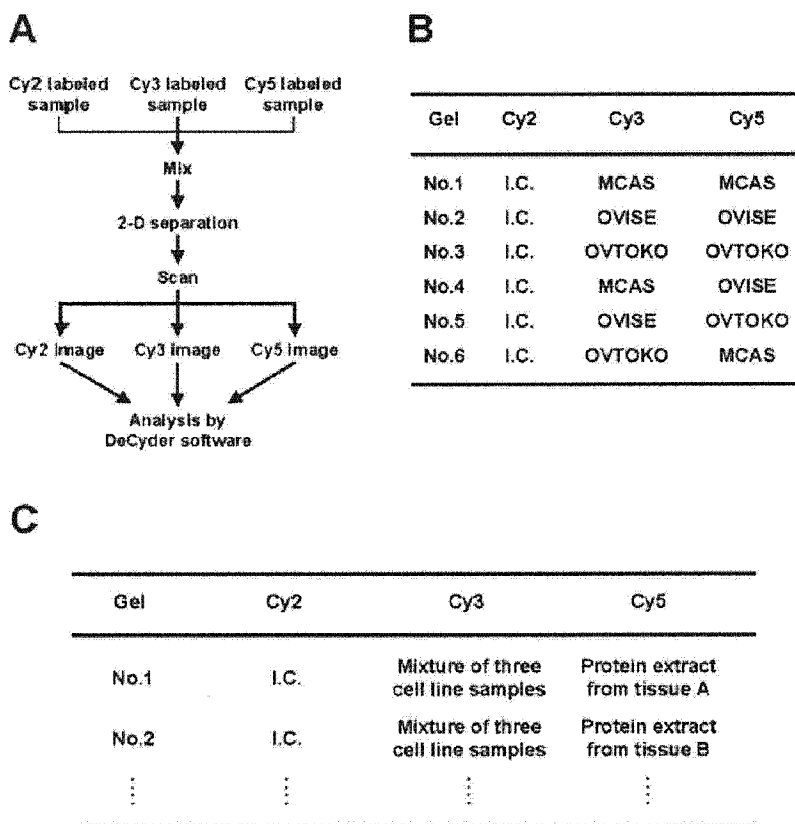 A
Cy2 labeled Cy3 labeled Cy5 labeled
sample sample sample
Mix
2-D separation
Scan
Cy2 image Cy3 image Cy5 image
Analysis by
DeCyder software
B
Gel Cy2 Cy3 Cy5
No.1 I.C. MCAS MCAS
No.2 I.C. OVISE OVISE
No.3 I.C. OVTOKO OVTOKO
No.4 I.C. MCAS OVISE
No.5 I.C. OVISE OVTOKO
No.6 I.C. OVTOKO MCAS
C
Gel Cy2 Cy3 Cy5
No.1 I.C. Mixture of three Protein extract
cell line samples from tissue A
No.2 I.C. Mixture of three Protein extract
cell line samples from tissue B